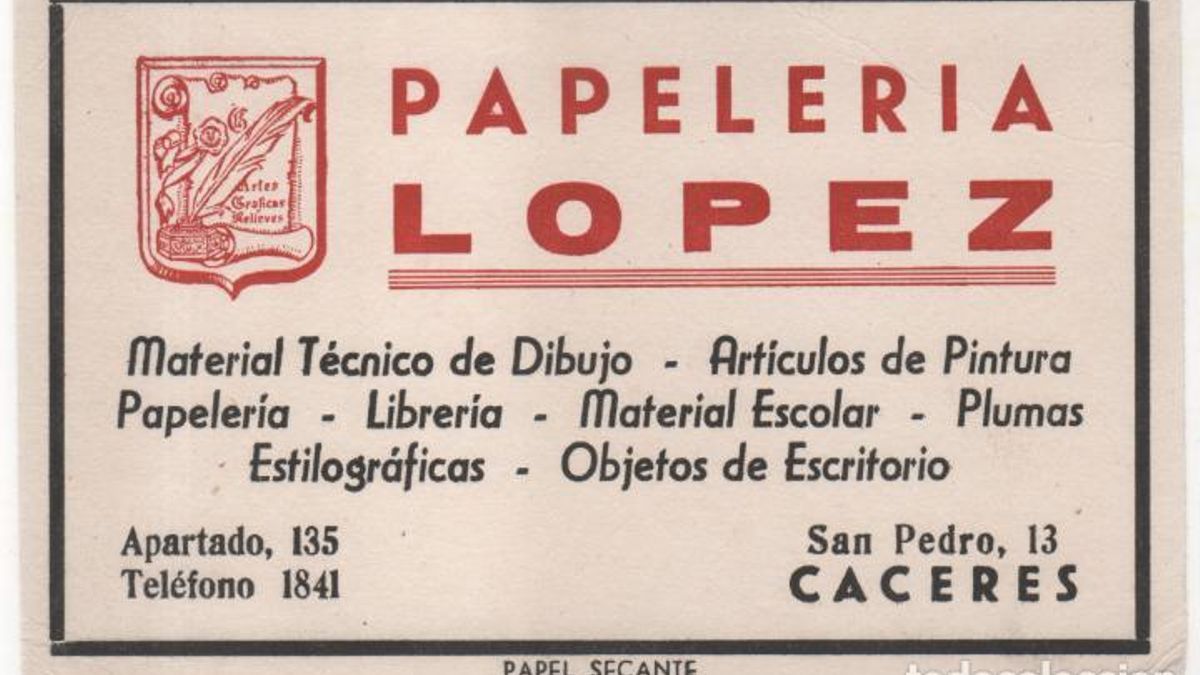 PAPELERIA
LOPEZ
Artes
Graficas
Relieves
Material Técnico de Dibujo - Artículos de Pintura
Papelería - Librería - Material Escolar - Plumas
Estilográficas - Objetos de Escritorio
Apartado, 135
Teléfono 1841
San Pedro, 13
CACERES
PAPEL SECANTE
todocoleccion